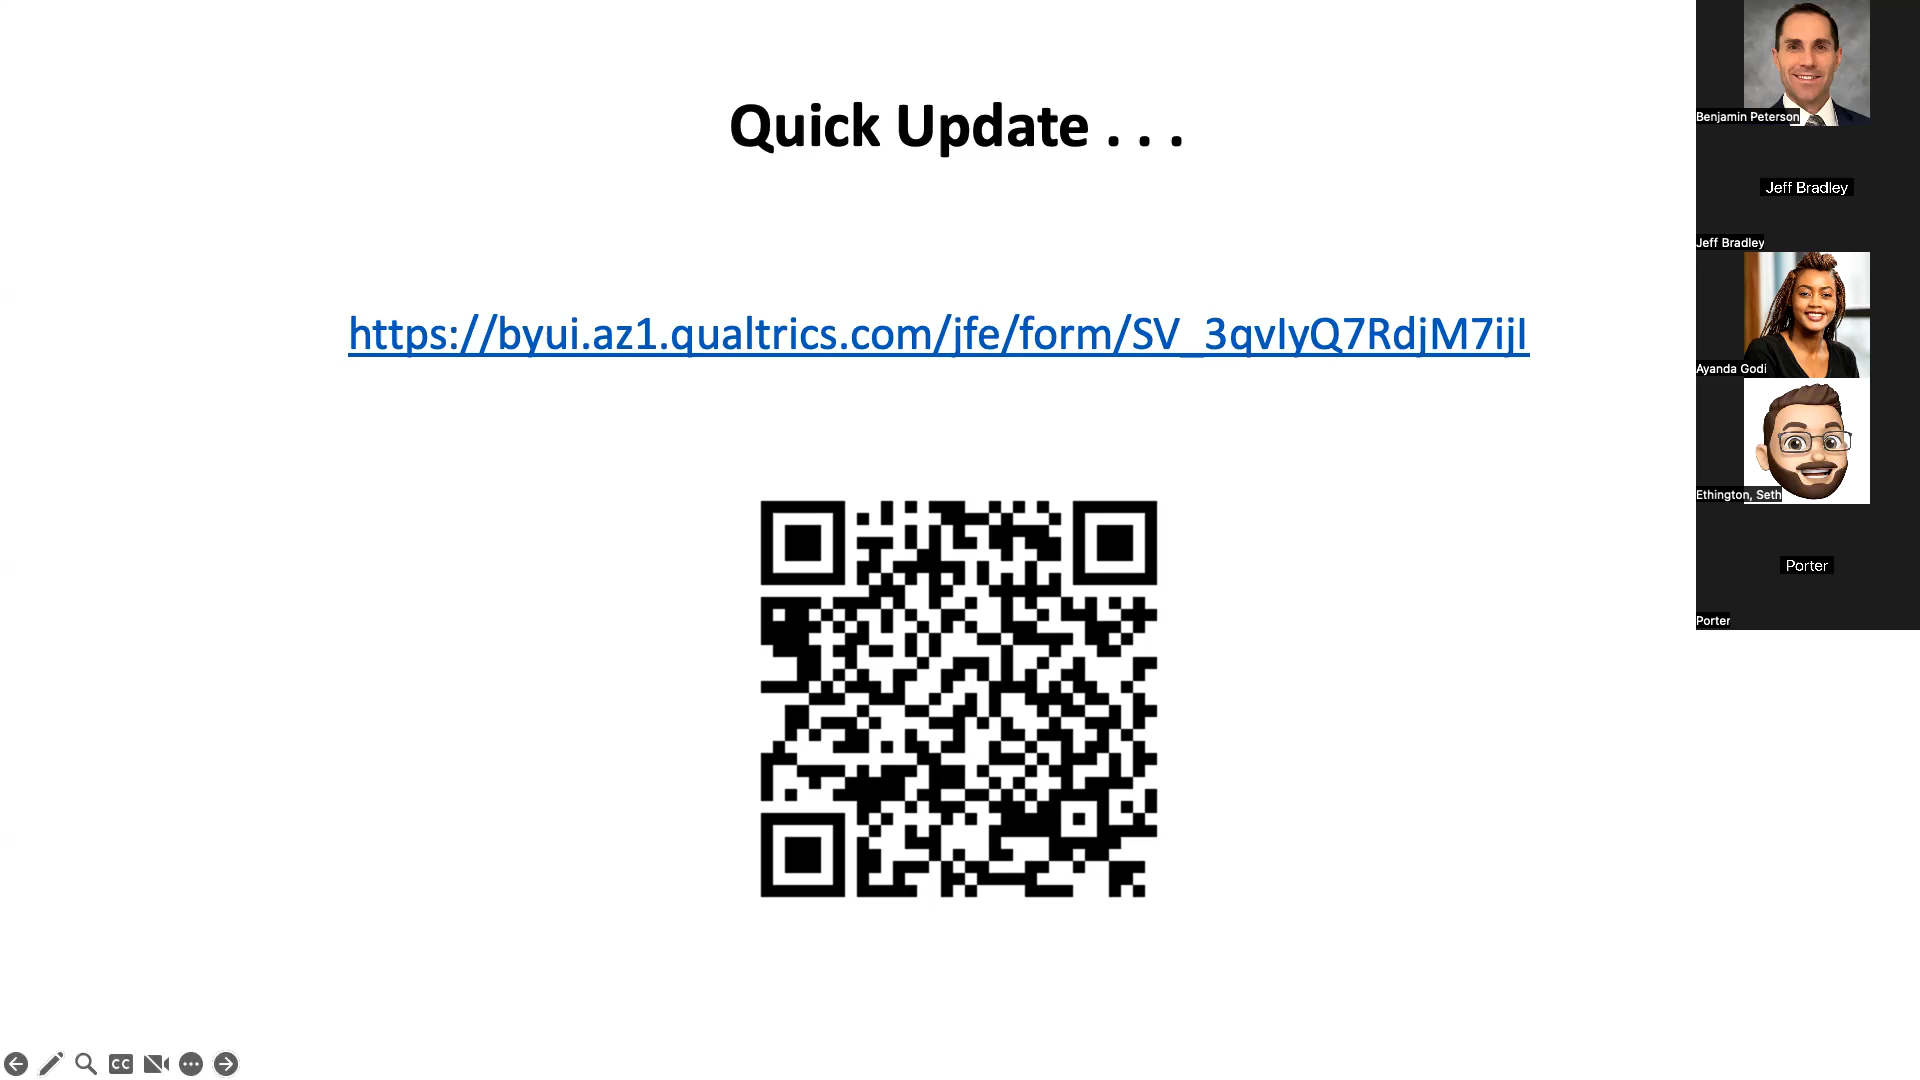 Quick Update . . .
https://byui.az1.qualtrics.com/jfe/form/SV_3qvIyQ7RdjM7ijI
Benjamin Peterson
Jeff Bradley
Jeff Bradley
Ayanda Godi
Ethington, Seth
Porter
Porter
CC